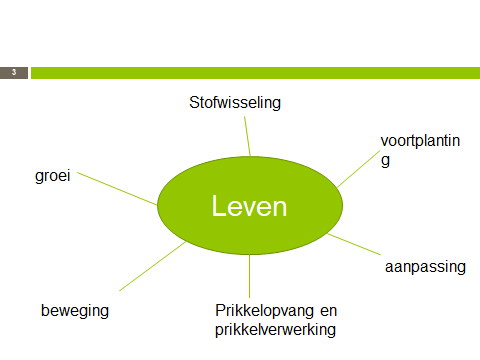 3
Stofwisseling
voortplantin
g
groei
Leven
aanpassing
beweging
Prikkelopvang en
prikkelverwerking